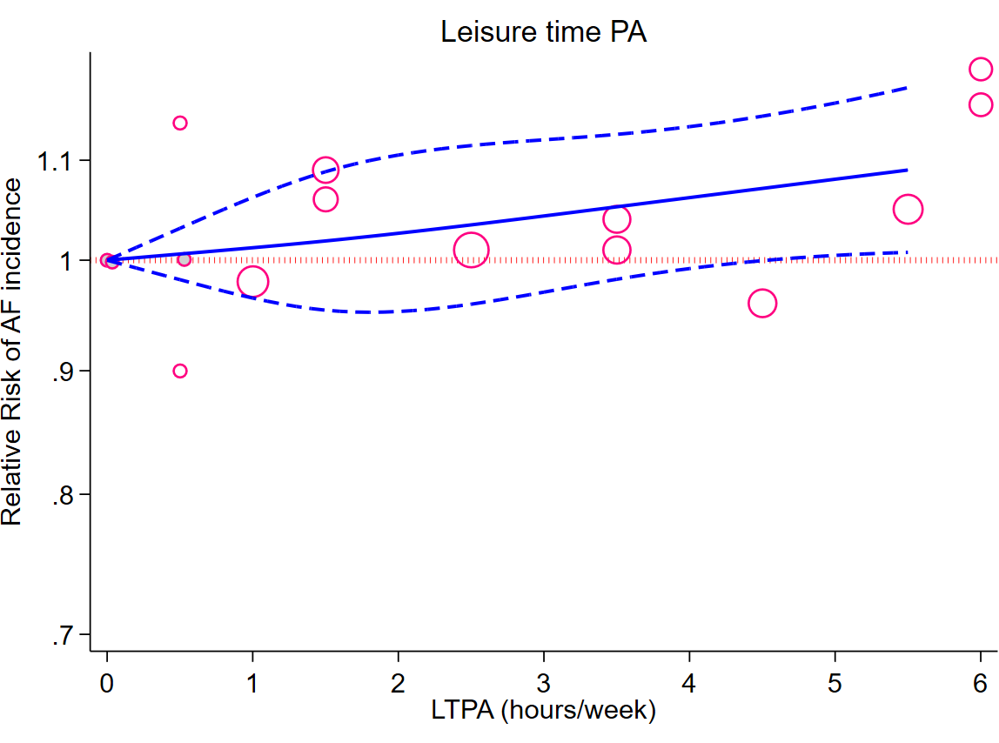 Leisure time PA
Relative Risk of AF incidence
1.1
1
.9
.8
.7
0 1 2 3 4 5 6
LTPA (hours/week)